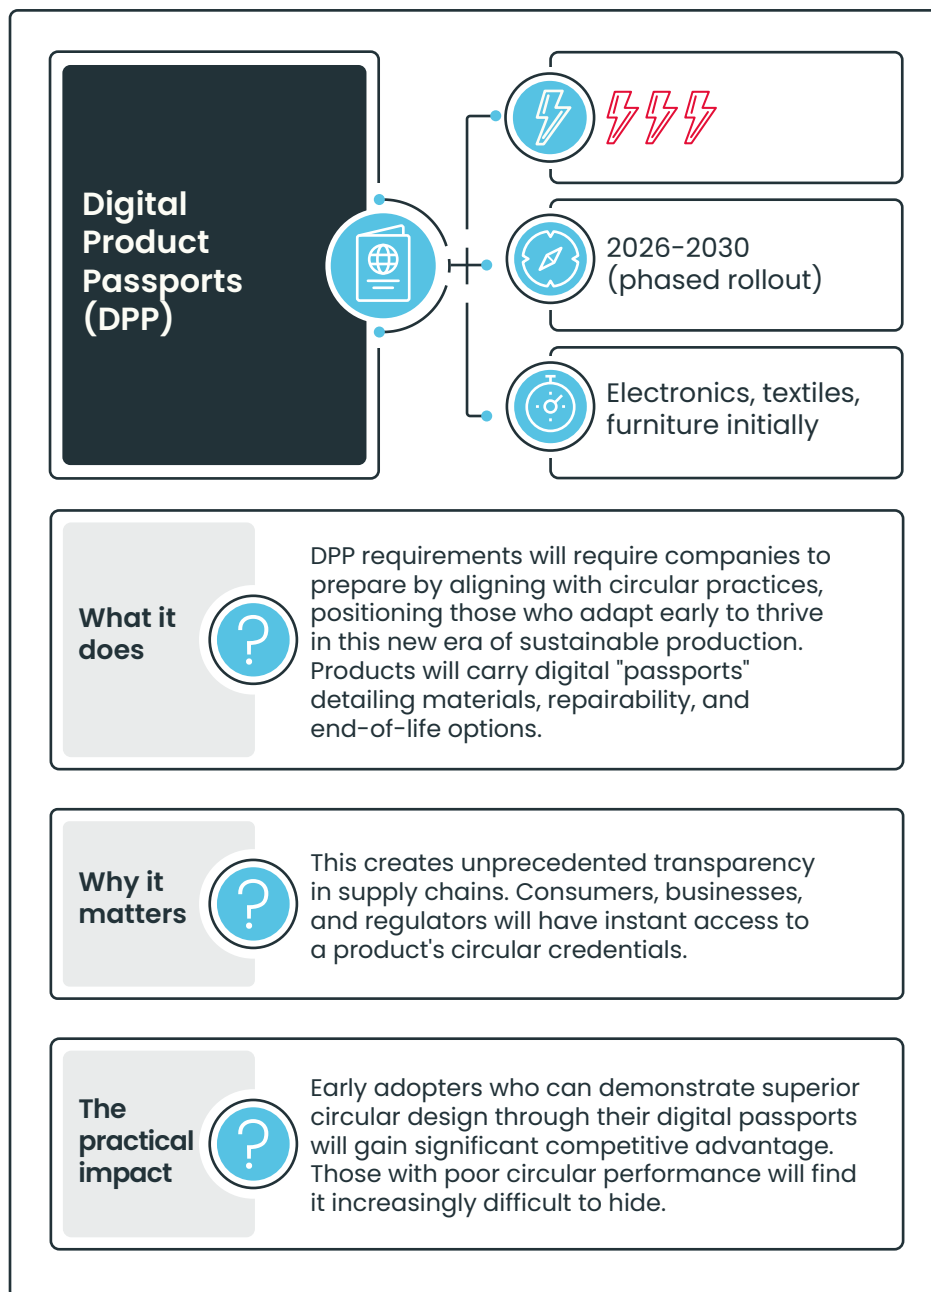 Digital
Product
Passports
(DPP)
2026-2030
(phased rollout)
Electronics, textiles,
furniture initially
What it
does
DPP requirements will require companies to
prepare by aligning with circular practices,
positioning those who adapt early to thrive
in this new era of sustainable production.
Products will carry digital "passports"
detailing materials, repairability, and
end-of-life options.
Why it
matters
This creates unprecedented transparency
in supply chains. Consumers, businesses,
and regulators will have instant access to
a product's circular credentials.
The
practical
impact
Early adopters who can demonstrate superior
circular design through their digital passports
will gain significant competitive advantage.
Those with poor circular performance will find
it increasingly difficult to hide.